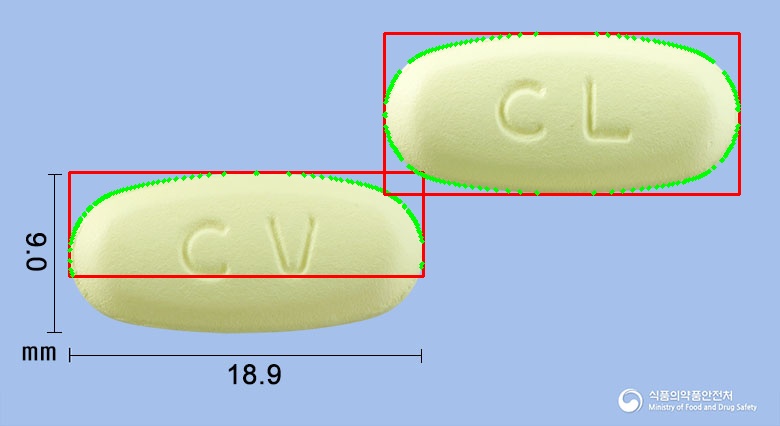 CL
CV
9.0
mm
18.9
식품의약품안전처
Ministry of Food and Drug Safety